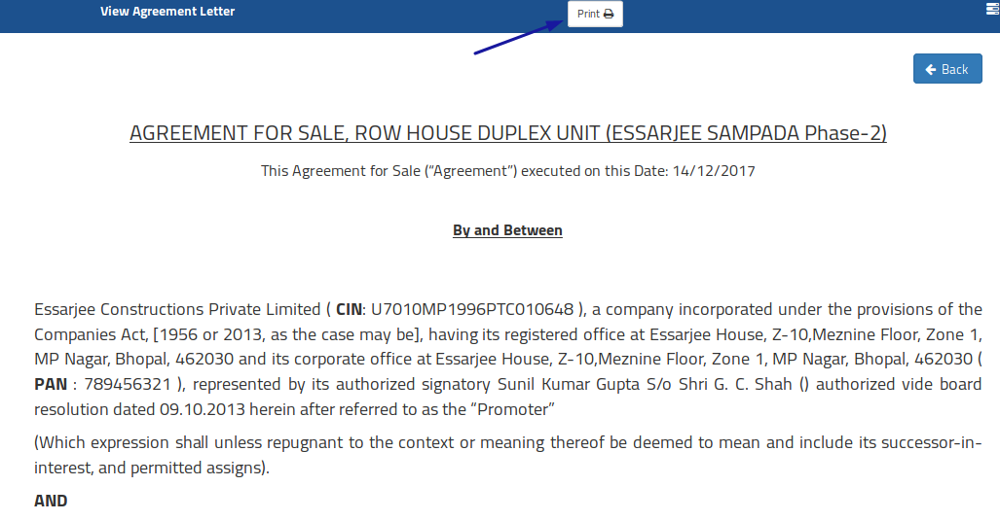 View Agreement Letter
Print
Back
AGREEMENT FOR SALE, ROW HOUSE DUPLEX UNIT (ESSARJEE SAMPADA Phase-2)
This Agreement for Sale (“Agreement”) executed on this Date: 14/12/2017
By and Between
Essarjee Constructions Private Limited ( CIN: U7010MP1996PTC010648 ), a company incorporated under the provisions of the
Companies Act, [1956 or 2013, as the case may be], having its registered office at Essarjee House, Z-10,Meznine Floor, Zone 1,
MP Nagar, Bhopal, 462030 and its corporate office at Essarjee House, Z-10,Meznine Floor, Zone 1, MP Nagar, Bhopal, 462030 (
PAN : 789456321 ), represented by its authorized signatory Sunil Kumar Gupta S/o Shri G. C. Shah () authorized vide board
resolution dated 09.10.2013 herein after referred to as the “Promoter”
(Which expression shall unless repugnant to the context or meaning thereof be deemed to mean and include its successor-in-
interest, and permitted assigns).
AND